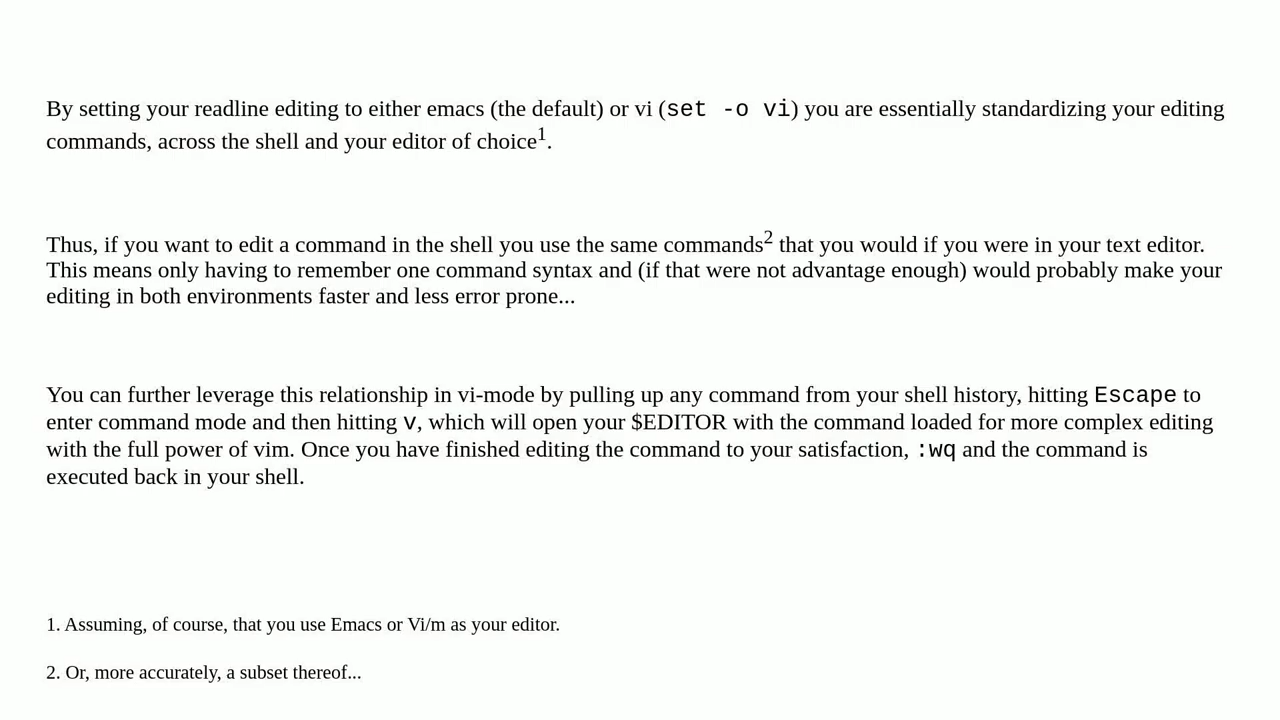 By setting your readline editing to either emacs (the default) or vi (set -o vi) you are essentially standardizing your editing
commands, across the shell and your editor of choice1.
Thus, if you want to edit a command in the shell you use the same commands2 that you would if you were in your text editor.
This means only having to remember one command syntax and (if that were not advantage enough) would probably make your
editing in both environments faster and less error prone...
You can further leverage this relationship in vi-mode by pulling up any command from your shell history, hitting Escape to
enter command mode and then hitting v, which will open your $EDITOR with the command loaded for more complex editing
with the full power of vim. Once you have finished editing the command to your satisfaction, :wq and the command is
executed back in your shell.
1. Assuming, of course, that you use Emacs or Vi/m as your editor.
2. Or, more accurately, a subset thereof...